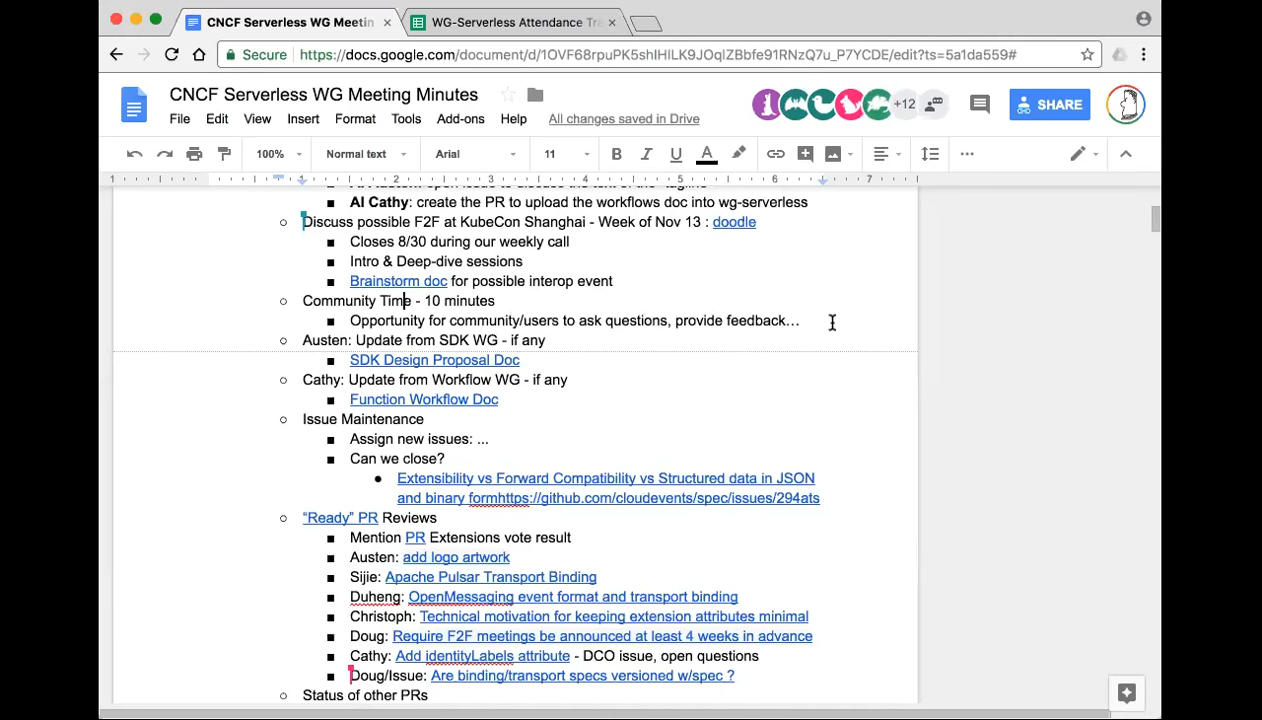 CNCF Serverless WG Meetin
WG-Serverless Attendance Tra
Secure https://docs.google.com/document/d/1OVF68rpuPK5shIHILK9JOqlZBbfe91RNzQ7u_P7YCDE/edit?ts=5a1da559#
CNCF Serverless WG Meeting Minutes
+12
SHARE
File Edit View Insert Format Tools Add-ons Help All changes saved in Drive
100% Normal text Arial 11 B I U A
1 1 2 3 4 5 6 7
AI Cathy: create the PR to upload the workflows doc into wg-serverless
Discuss possible F2F at KubeCon Shanghai - Week of Nov 13 : doodle
Closes 8/30 during our weekly call
Intro & Deep-dive sessions
Brainstorm doc for possible interop event
Community Time - 10 minutes
Opportunity for community/users to ask questions, provide feedback…
Austen: Update from SDK WG - if any
SDK Design Proposal Doc
Cathy: Update from Workflow WG - if any
Function Workflow Doc
Issue Maintenance
Assign new issues: ...
Can we close?
Extensibility vs Forward Compatibility vs Structured data in JSON
and binary formhttps://github.com/cloudevents/spec/issues/294ats
“Ready” PR Reviews
Mention PR Extensions vote result
Austen: add logo artwork
Sijie: Apache Pulsar Transport Binding
Duheng: OpenMessaging event format and transport binding
Christoph: Technical motivation for keeping extension attributes minimal
Doug: Require F2F meetings be announced at least 4 weeks in advance
Cathy: Add identityLabels attribute - DCO issue, open questions
Doug/Issue: Are binding/transport specs versioned w/spec ?
Status of other PRs